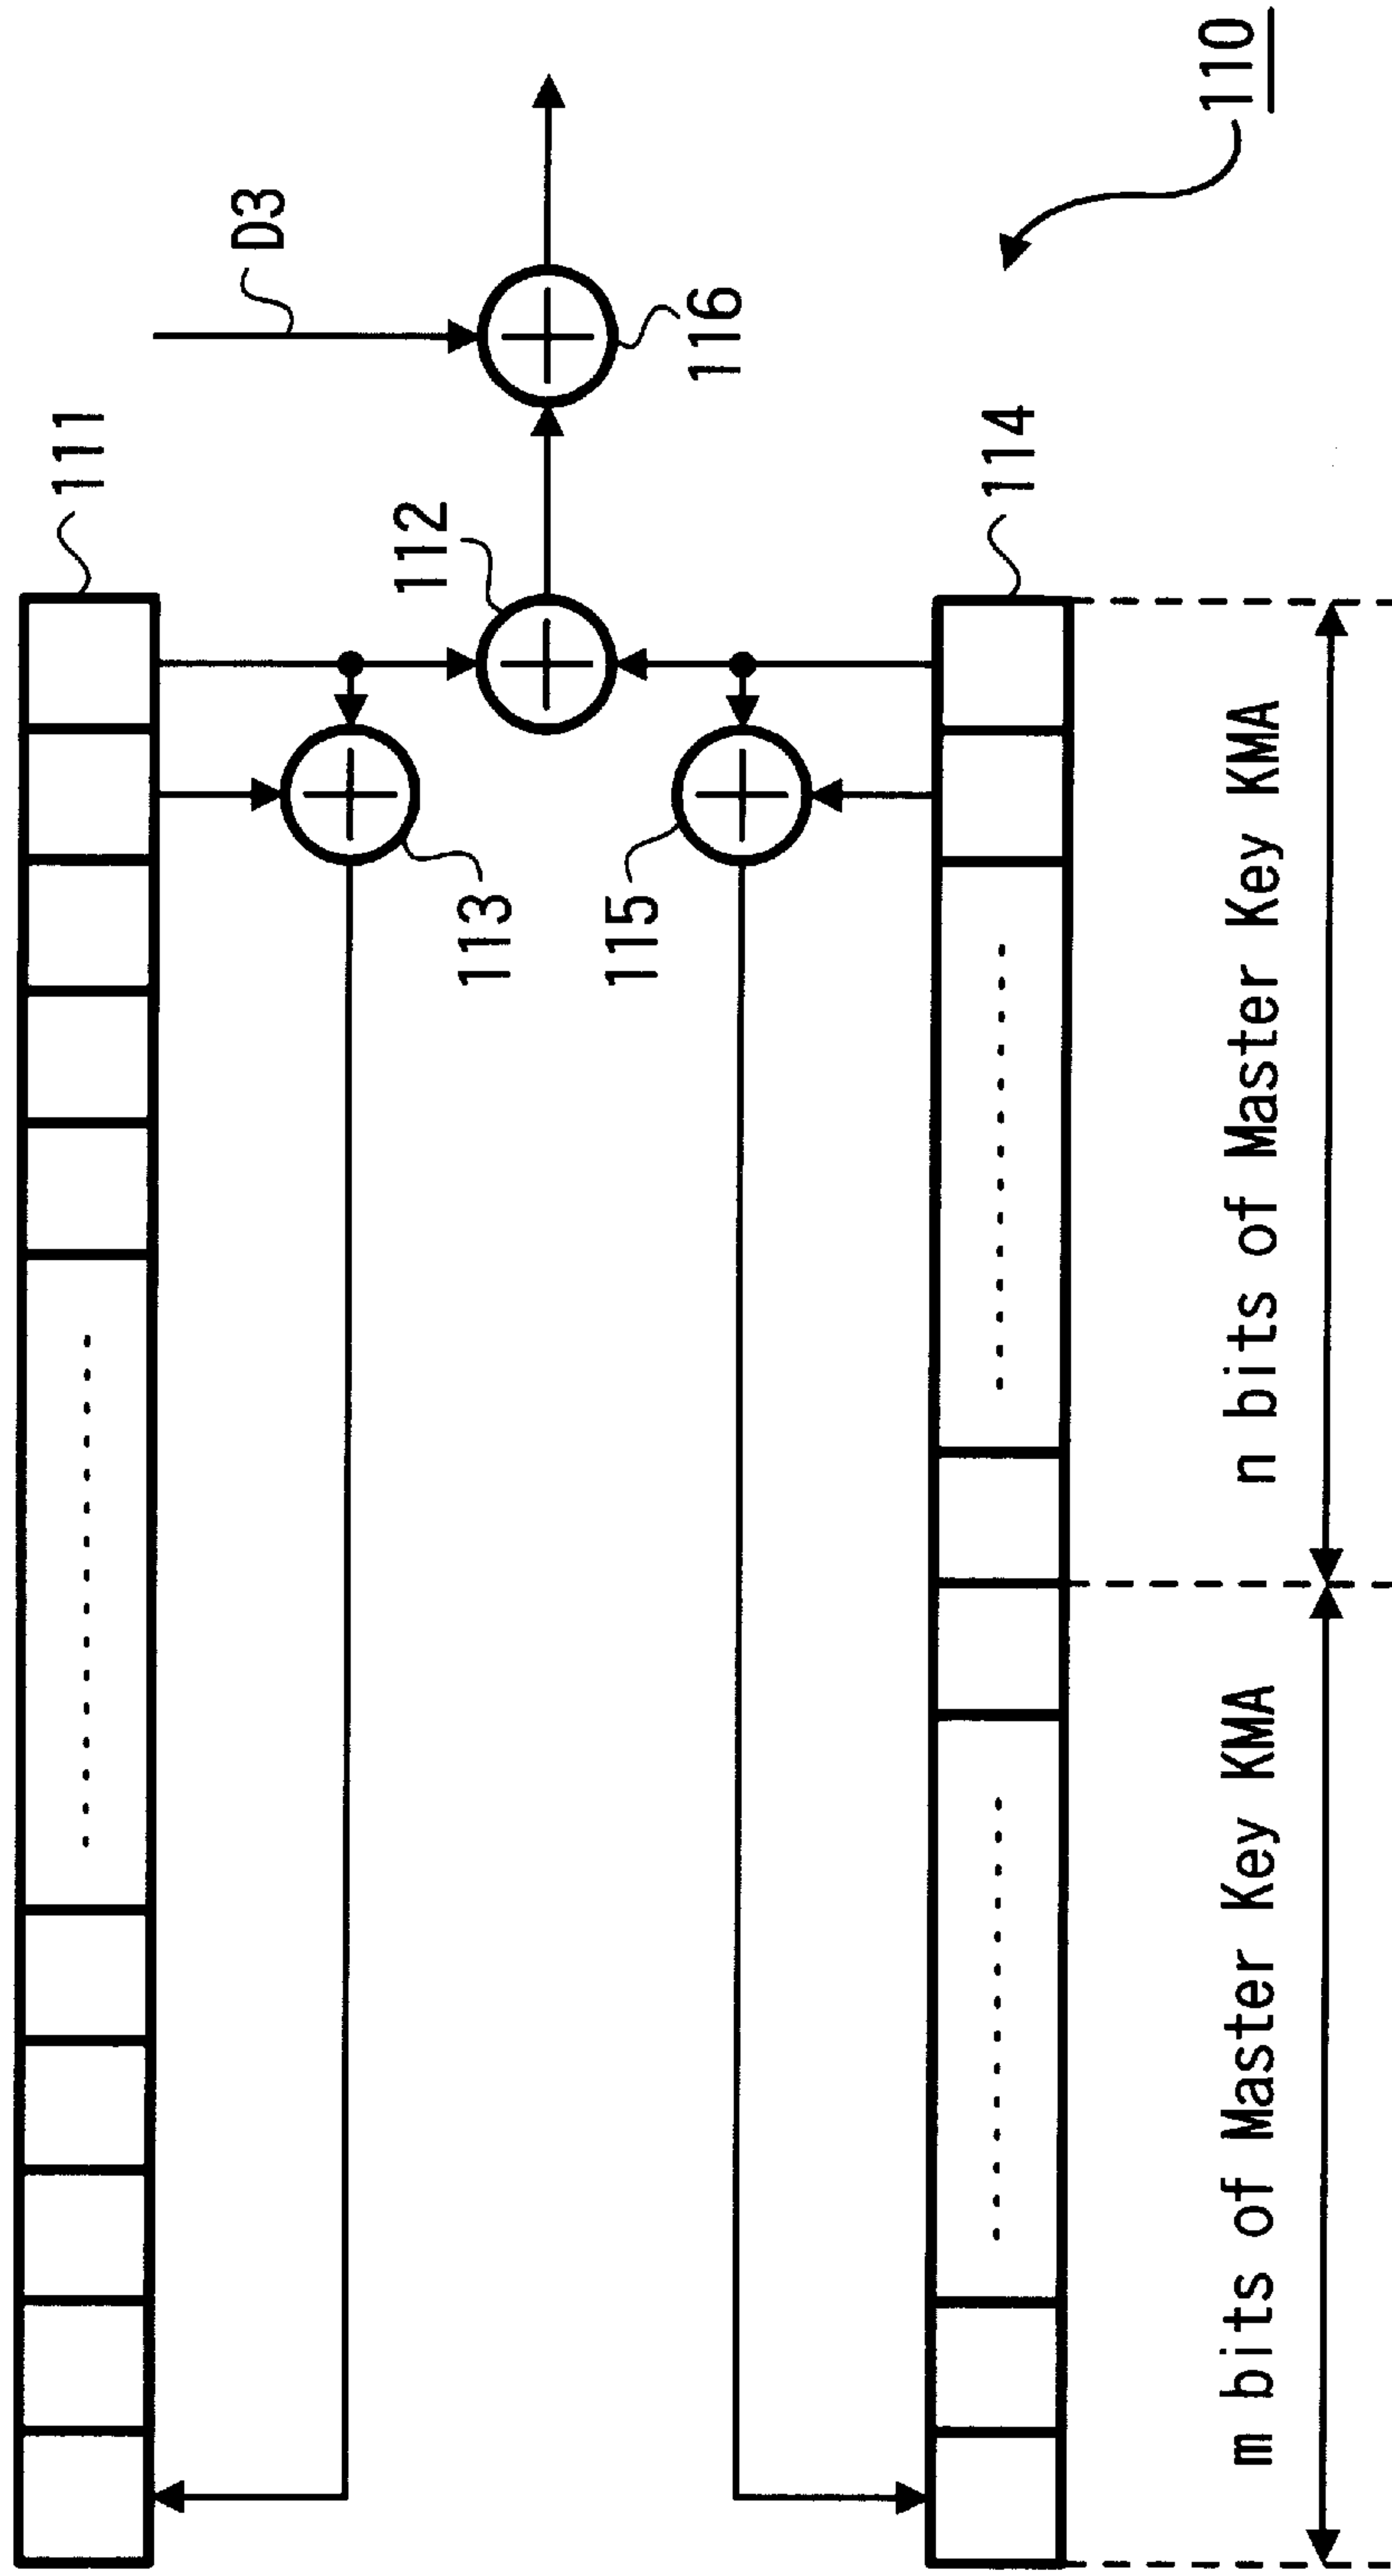 111
D3
112
113
116
115
114
110
m bits of Master Key KMA
n bits of Master Key KMA